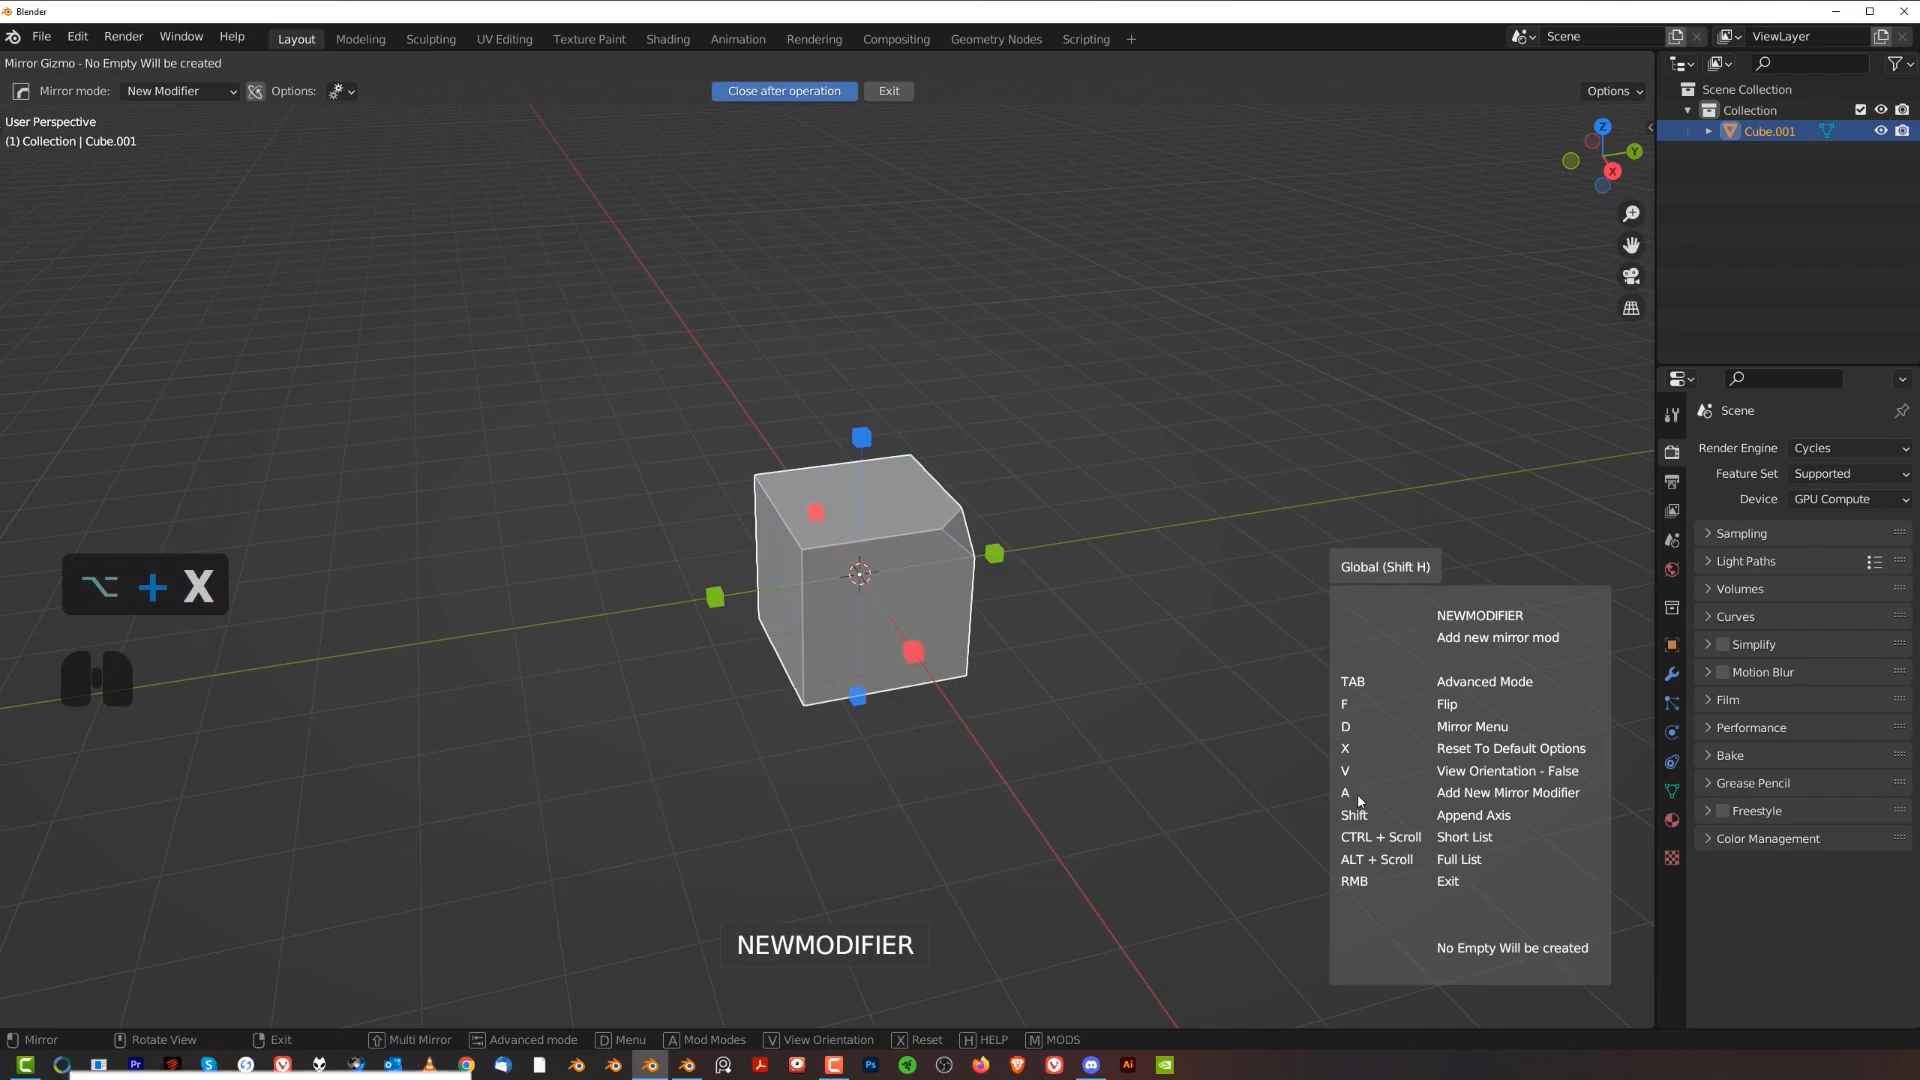 Blender
File Edit Render Window Help Layout Modeling Sculpting UV Editing Texture Paint Shading Animation Rendering Compositing Geometry Nodes Scripting + Scene ViewLayer
Mirror Gizmo - No Empty Will be created
Mirror mode: New Modifier Options: Close after operation Exit Options
User Perspective
(1) Collection | Cube.001
Z
Y
X
Scene Collection
Collection
Cube.001
Scene
Render Engine Cycles
Feature Set Supported
Device GPU Compute
Sampling
Light Paths
Volumes
Curves
Simplify
Motion Blur
Film
Performance
Bake
Grease Pencil
Freestyle
Color Management
⌥ + X
Global (Shift H)
NEWMODIFIER
Add new mirror mod
TAB Advanced Mode
F Flip
D Mirror Menu
X Reset To Default Options
V View Orientation - False
A Add New Mirror Modifier
Shift Append Axis
CTRL + Scroll Short List
ALT + Scroll Full List
RMB Exit
No Empty Will be created
NEWMODIFIER
Mirror Rotate View Exit Multi Mirror Advanced mode D Menu A Mod Modes V View Orientation X Reset H HELP M MODS
Pr S Ps Ai